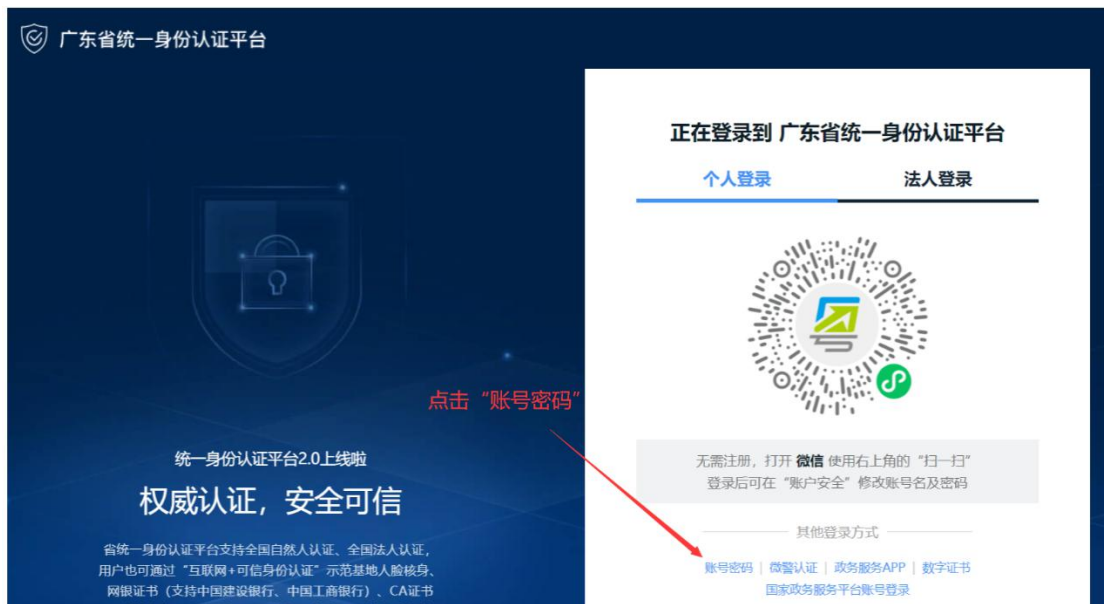 广东省统一身份认证平台
正在登录到 广东省统一身份认证平台
个人登录 法人登录
点击“账号密码”
无需注册，打开 微信 使用右上角的“扫一扫”
登录后可在“账户安全”修改账号名及密码
其他登录方式
账号密码 | 微警认证 | 政务服务APP | 数字证书
国家政务服务平台账号登录
统一身份认证平台2.0上线啦
权威认证，安全可信
省统一身份认证平台支持全国自然人认证、全国法人认证，
用户也可通过“互联网+可信身份认证”示范基地人脸核身、
网银证书（支持中国建设银行、中国工商银行）、CA证书